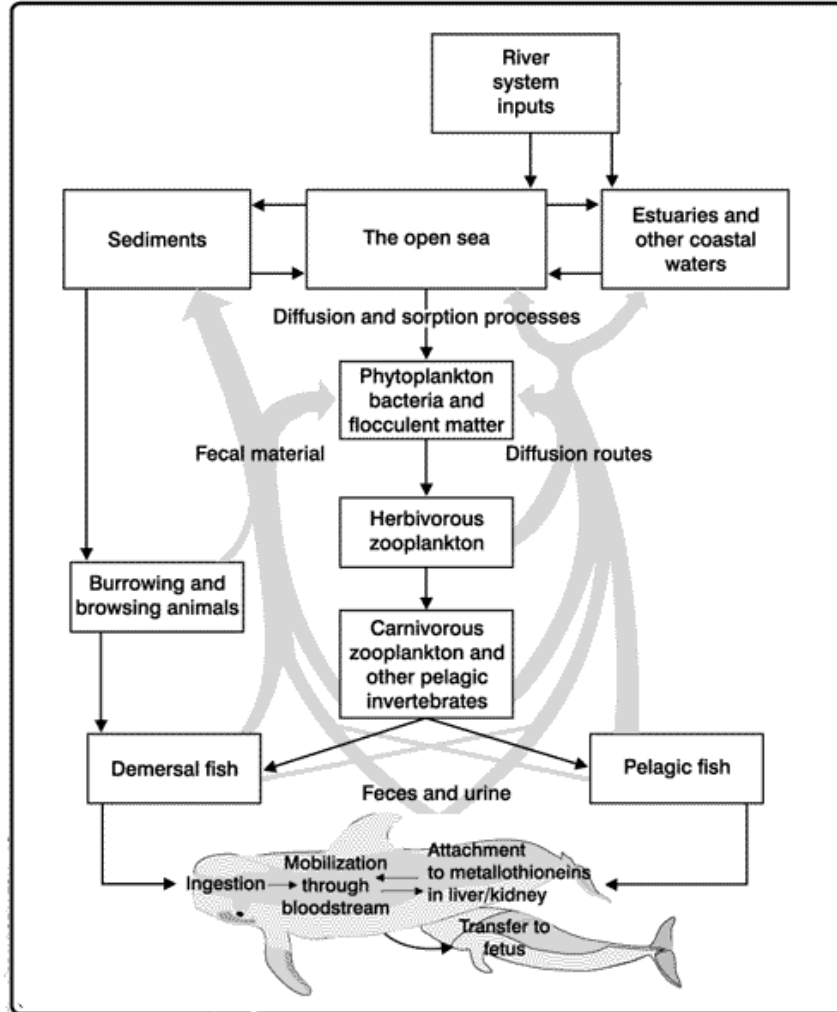 River
system
inputs
Sediments
The open sea
Estuaries and
other coastal
waters
Diffusion and sorption processes
Phytoplankton
bacteria and
flocculent matter
Fecal material
Diffusion routes
Herbivorous
zooplankton
Burrowing and
browsing animals
Carnivorous
zooplankton and
other pelagic
invertebrates
Demersal fish
Pelagic fish
Feces and urine
Ingestion
Mobilization
through
bloodstream
Attachment
to metallothioneins
in liver/kidney
Transfer to
fetus